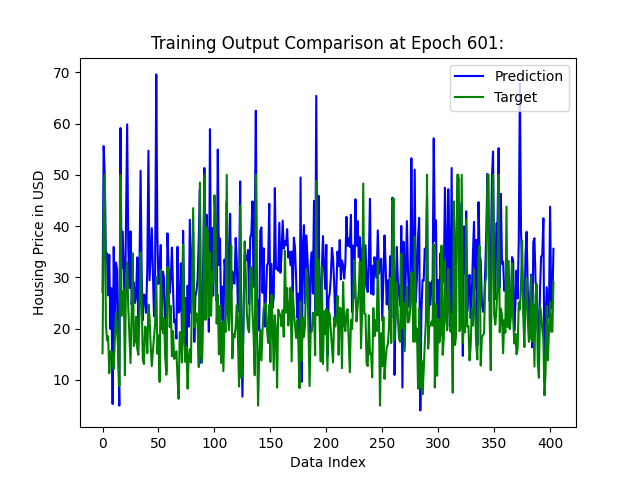 Training Output Comparison at Epoch 601:
Prediction
Target
Housing Price in USD
70
60
50
40
30
20
10
0 50 100 150 200 250 300 350 400
Data Index